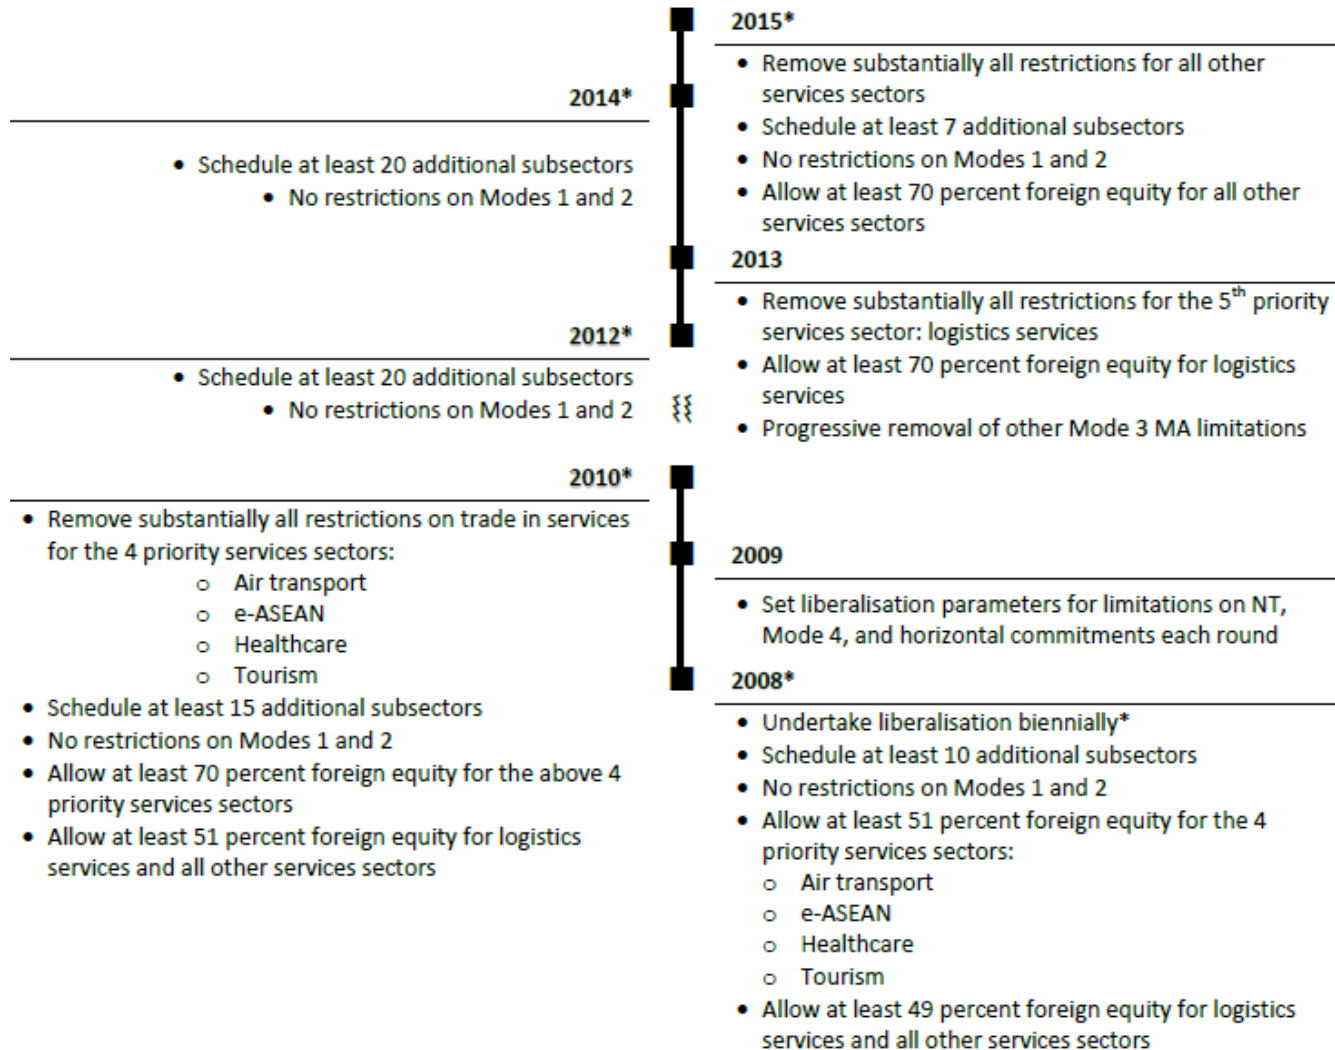 2015*
• Remove substantially all restrictions for all other
services sectors
• Schedule at least 7 additional subsectors
• No restrictions on Modes 1 and 2
• Allow at least 70 percent foreign equity for all other
services sectors
2014*
• Schedule at least 20 additional subsectors
• No restrictions on Modes 1 and 2
2013
• Remove substantially all restrictions for the 5th priority
services sector: logistics services
• Allow at least 70 percent foreign equity for logistics
services
• Progressive removal of other Mode 3 MA limitations
2012*
• Schedule at least 20 additional subsectors
• No restrictions on Modes 1 and 2
2010*
• Remove substantially all restrictions on trade in services
for the 4 priority services sectors:
o Air transport
o e-ASEAN
o Healthcare
o Tourism
• Schedule at least 15 additional subsectors
• No restrictions on Modes 1 and 2
• Allow at least 70 percent foreign equity for the above 4
priority services sectors
• Allow at least 51 percent foreign equity for logistics
services and all other services sectors
2009
• Set liberalisation parameters for limitations on NT,
Mode 4, and horizontal commitments each round
2008*
• Undertake liberalisation biennially*
• Schedule at least 10 additional subsectors
• No restrictions on Modes 1 and 2
• Allow at least 51 percent foreign equity for the 4
priority services sectors:
o Air transport
o e-ASEAN
o Healthcare
o Tourism
• Allow at least 49 percent foreign equity for logistics
services and all other services sectors